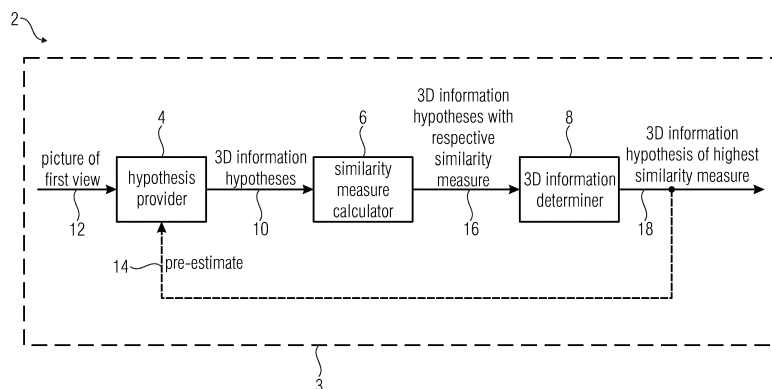 2
4
6
8
3D information
hypotheses with
respective
similarity
measure
3D information
hypothesis of highest
similarity measure
picture of
first view
hypothesis
provider
3D information
hypotheses
similarity
measure
calculator
3D information
determiner
12
10
16
18
14
pre-estimate
3